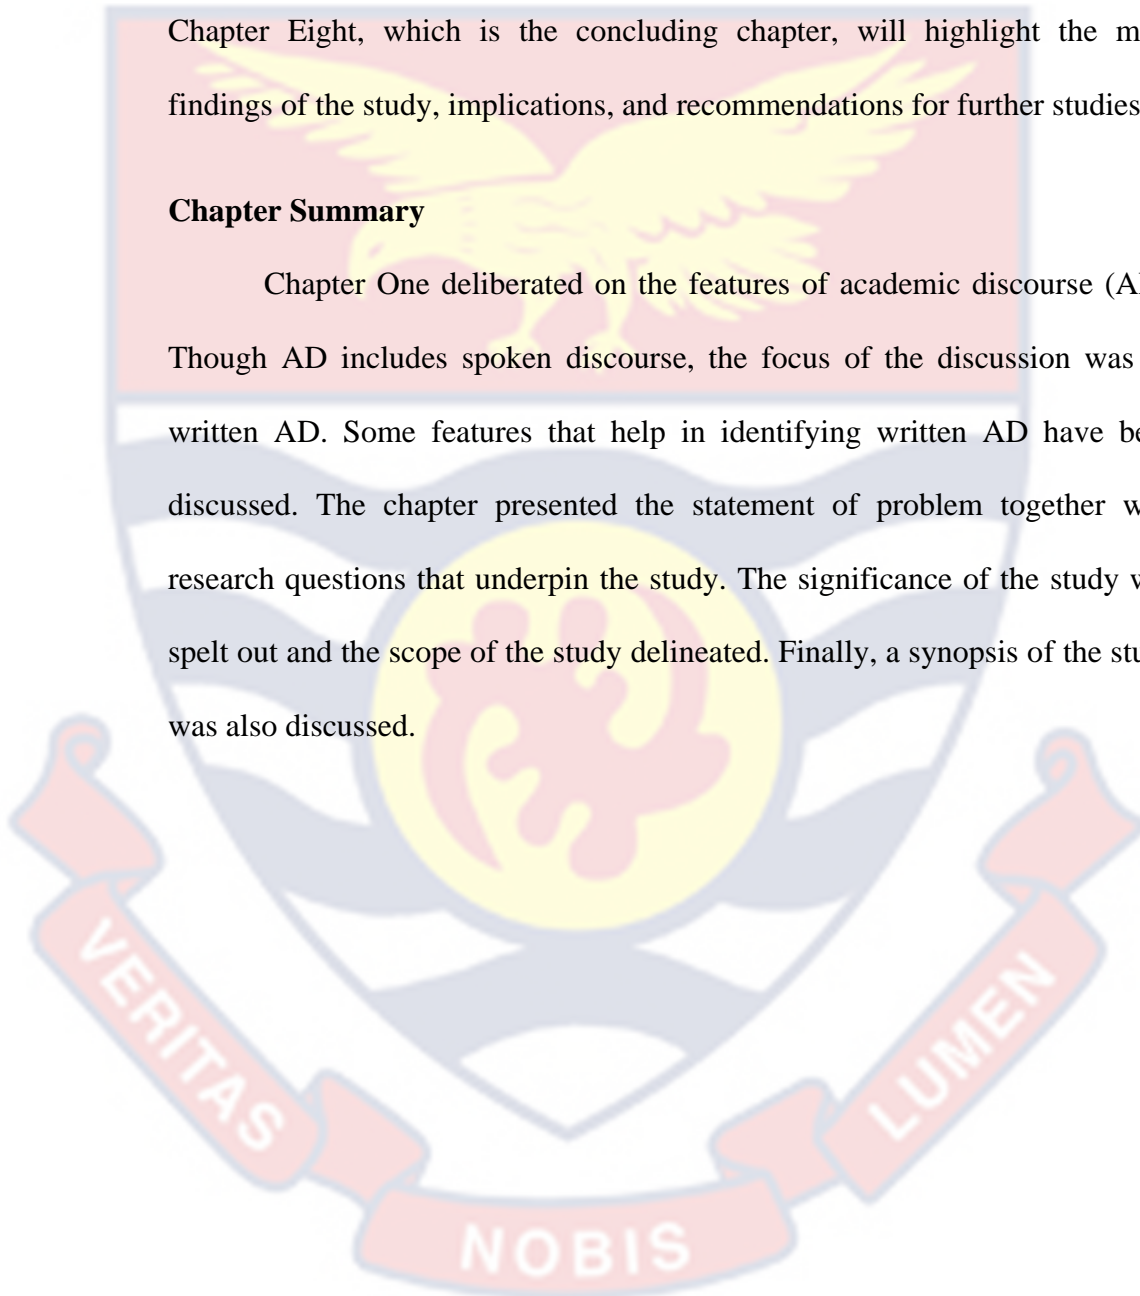 Chapter Eight, which is the concluding chapter, will highlight the m
findings of the study, implications, and recommendations for further studies
Chapter Summary
Chapter One deliberated on the features of academic discourse (A
Though AD includes spoken discourse, the focus of the discussion was
written AD. Some features that help in identifying written AD have be
discussed. The chapter presented the statement of problem together w
research questions that underpin the study. The significance of the study w
spelt out and the scope of the study delineated. Finally, a synopsis of the stu
was also discussed.
VERITAS
NOBIS
LUMEN